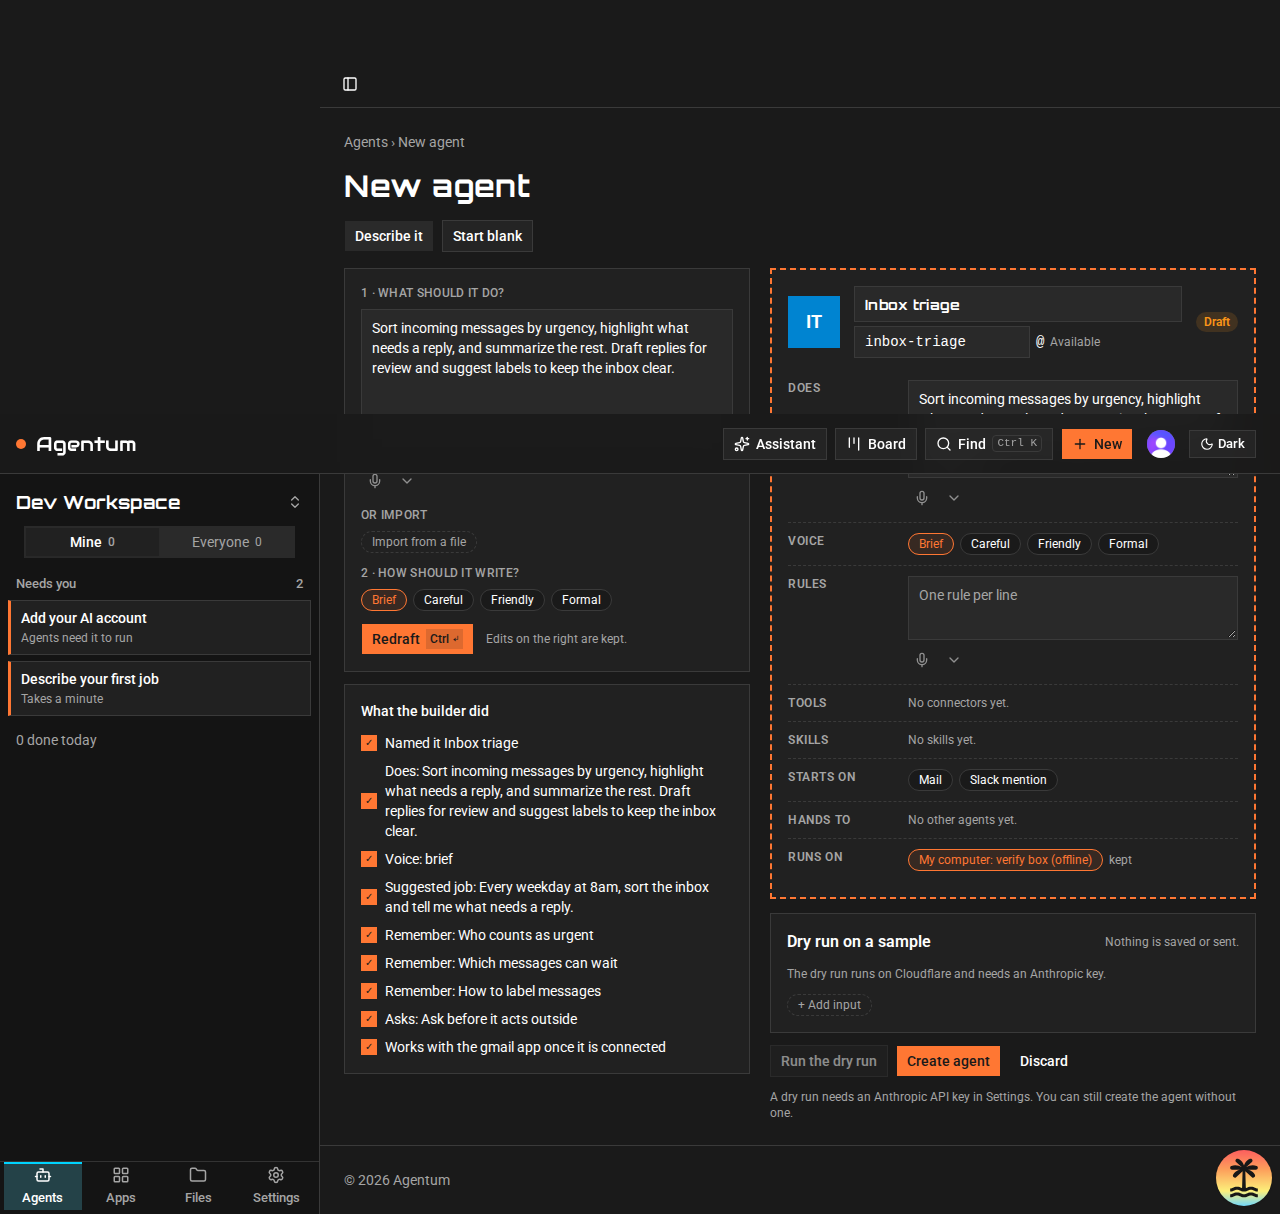 Agents › New agent
New agent
Describe it
Start blank
1 · WHAT SHOULD IT DO?
Sort incoming messages by urgency, highlight what
needs a reply, and summarize the rest. Draft replies for
review and suggest labels to keep the inbox clear.
IT
Inbox triage
inbox-triage
@ Available
Draft
DOES
Sort incoming messages by urgency, highlight
Agentum
Assistant
Board
Find Ctrl K
New
Dark
Dev Workspace
Mine 0
Everyone 0
Needs you 2
Add your AI account
Agents need it to run
Describe your first job
Takes a minute
0 done today
OR IMPORT
Import from a file
2 · HOW SHOULD IT WRITE?
Brief
Careful
Friendly
Formal
Redraft Ctrl ↵
Edits on the right are kept.
What the builder did
Named it Inbox triage
Does: Sort incoming messages by urgency, highlight
what needs a reply, and summarize the rest. Draft
replies for review and suggest labels to keep the inbox
clear.
Voice: brief
Suggested job: Every weekday at 8am, sort the inbox
and tell me what needs a reply.
Remember: Who counts as urgent
Remember: Which messages can wait
Remember: How to label messages
Asks: Ask before it acts outside
Works with the gmail app once it is connected
VOICE
Brief
Careful
Friendly
Formal
RULES
One rule per line
TOOLS
No connectors yet.
SKILLS
No skills yet.
STARTS ON
Mail
Slack mention
HANDS TO
No other agents yet.
RUNS ON
My computer: verify box (offline)
kept
Dry run on a sample
Nothing is saved or sent.
The dry run runs on Cloudflare and needs an Anthropic key.
+ Add input
Run the dry run
Create agent
Discard
A dry run needs an Anthropic API key in Settings. You can still create the agent without
one.
Agents
Apps
Files
Settings
© 2026 Agentum